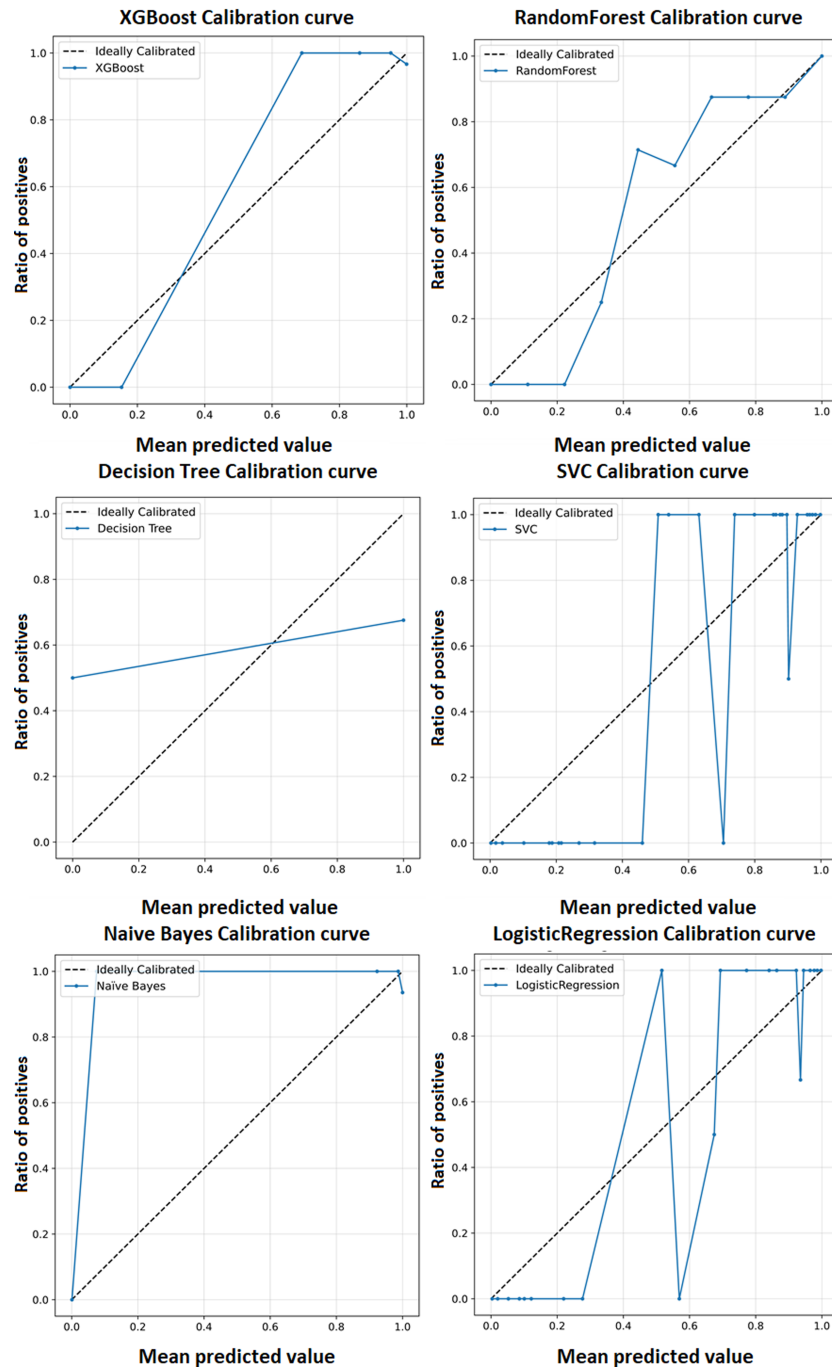 XGBoost Calibration curve
1.0
0.8
0.6
0.4
0.2
0.0
Ratio of positives
Ideally Calibrated
XGBoost
0.0 0.2 0.4 0.6 0.8 1.0
Mean predicted value
RandomForest Calibration curve
1.0
0.8
0.6
0.4
0.2
0.0
Ratio of positives
Ideally Calibrated
RandomForest
0.0 0.2 0.4 0.6 0.8 1.0
Mean predicted value
Decision Tree Calibration curve
1.0
0.8
0.6
0.4
0.2
0.0
Ratio of positives
Ideally Calibrated
Decision Tree
0.0 0.2 0.4 0.6 0.8 1.0
Mean predicted value
SVC Calibration curve
1.0
0.8
0.6
0.4
0.2
0.0
Ratio of positives
Ideally Calibrated
SVC
0.0 0.2 0.4 0.6 0.8 1.0
Mean predicted value
Naive Bayes Calibration curve
1.0
0.8
0.6
0.4
0.2
0.0
Ratio of positives
Ideally Calibrated
Naïve Bayes
0.0 0.2 0.4 0.6 0.8 1.0
Mean predicted value
LogisticRegression Calibration curve
1.0
0.8
0.6
0.4
0.2
0.0
Ratio of positives
Ideally Calibrated
LogisticRegression
0.0 0.2 0.4 0.6 0.8 1.0
Mean predicted value